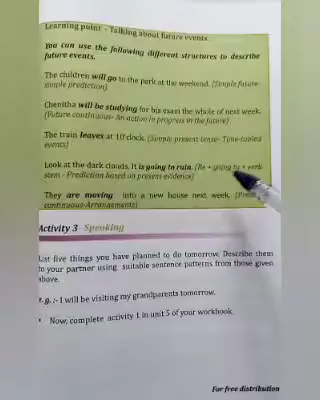 Learning point - Talking about future events
You can use the following different structures to describe
future events.
The children will go to the park at the weekend. (Simple future-
simple prediction)
Chenitha will be studying for his exam the whole of next week.
(Future continuous- An action in progress in the future)
The train leaves at 10'clock. (Simple present tense- Time-tabled
events)
Look at the dark clouds. It is going to rain. (Be + going to + verb
stem - Prediction based on present evidence)
They are moving into a new house next week. (Present
continuous-Arrangements)
Activity 3- Speaking
List five things you have planned to do tomorrow. Describe them
to your partner using suitable sentence patterns from those given
above.
e.g. :- I will be visiting my grandparents tomorrow.
• Now, complete activity 1 in unit 5 of your workbook.
For free distribution